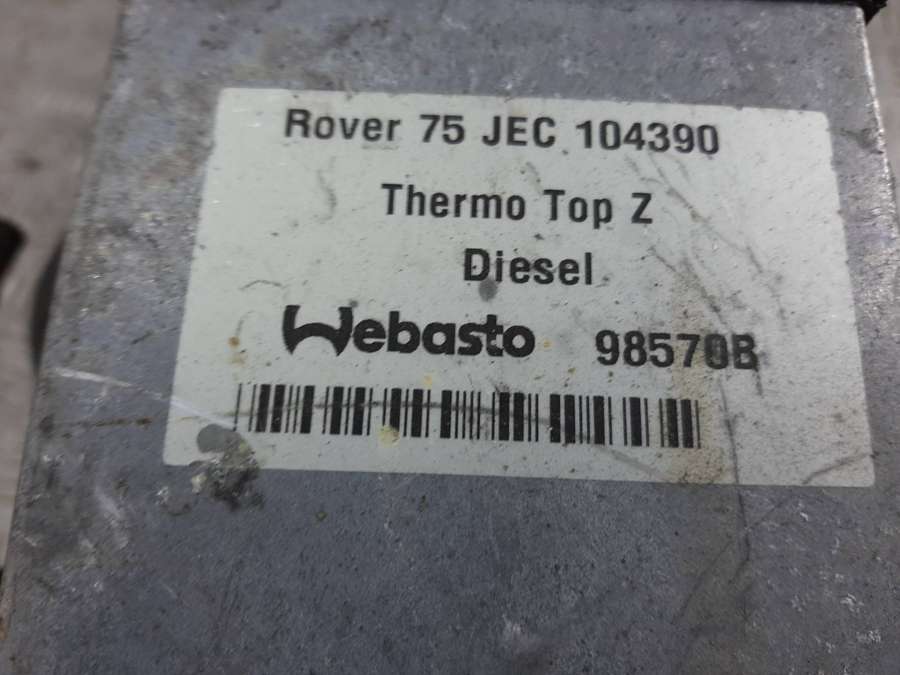 Rover 75 JEC 104390
Thermo Top Z
Diesel
Webasto 98570B